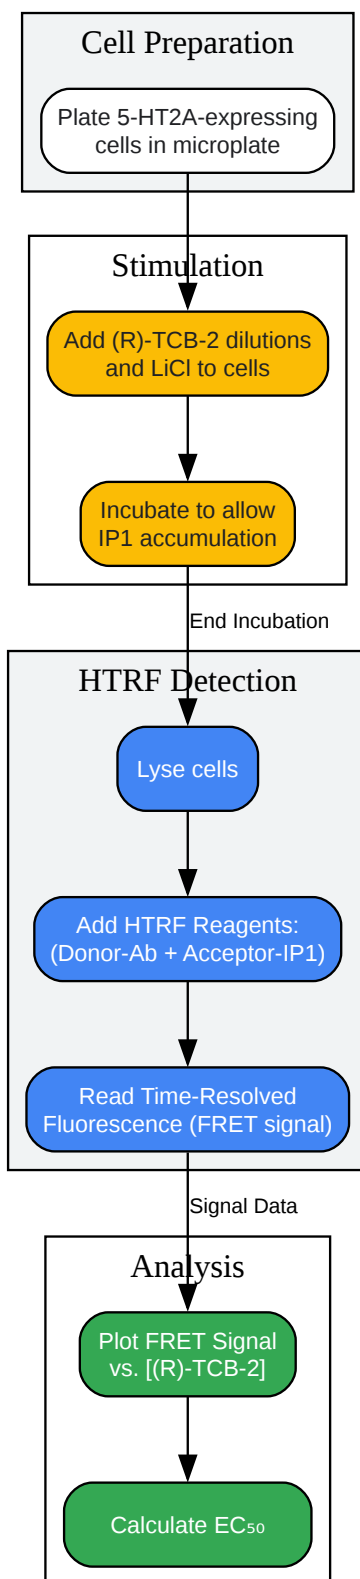 Cell Preparation
Plate 5-HT2A-expressing
cells in microplate
Stimulation
Add (R)-TCB-2 dilutions
and LiCl to cells
Incubate to allow
IP1 accumulation
End Incubation
HTRF Detection
Lyse cells
Add HTRF Reagents:
(Donor-Ab + Acceptor-IP1)
Read Time-Resolved
Fluorescence (FRET signal)
Signal Data
Analysis
Plot FRET Signal
vs. [(R)-TCB-2]
Calculate EC₅₀